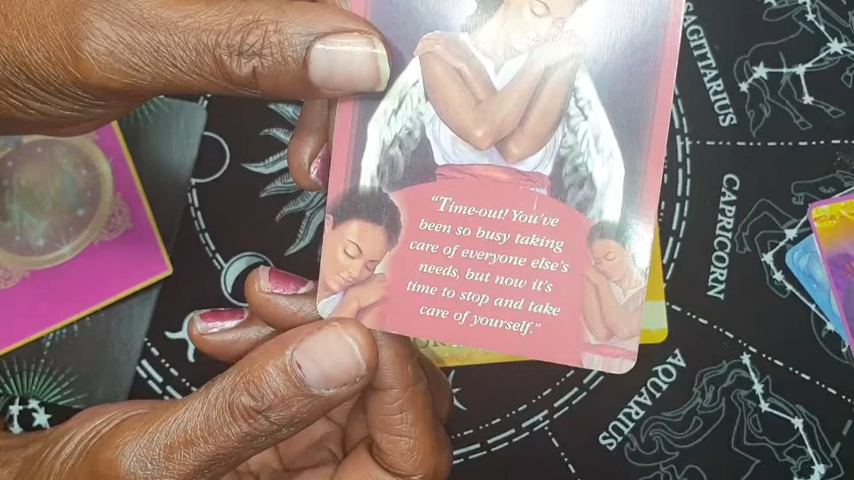 "Time-out! You've
been so busy taking
care of everyone else's
needs, but now it's
time to stop and take
care of yourself."
SAGITTARIUS
CAPRICORN
AQUARIUS